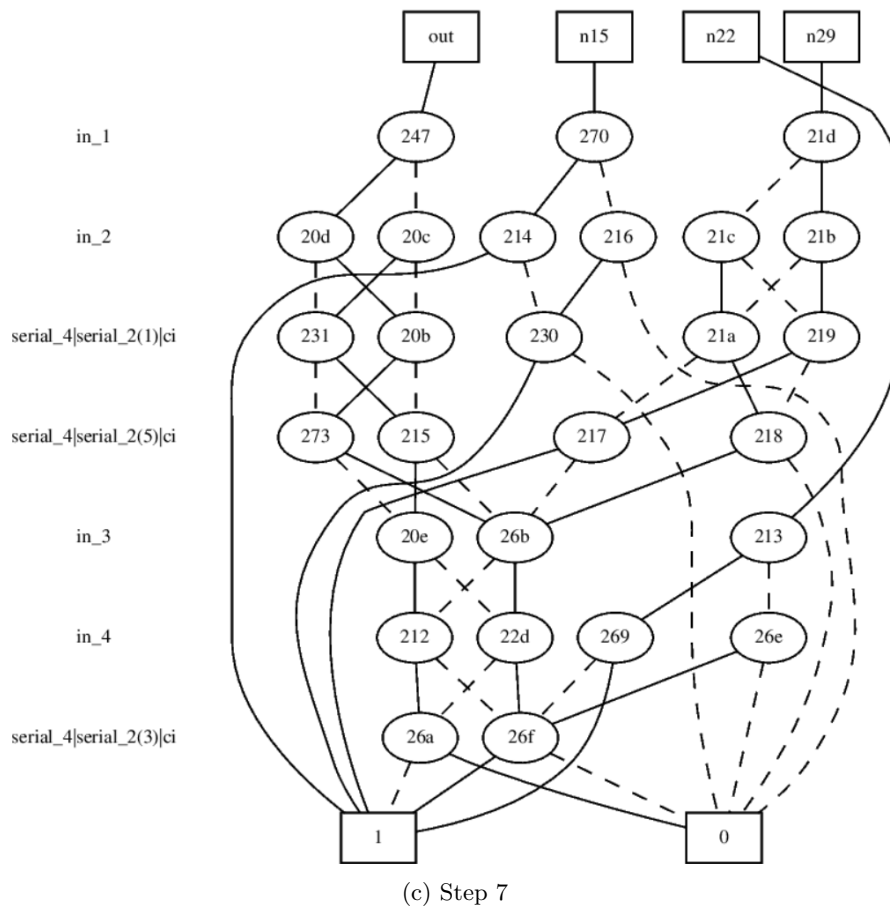 out n15 n22 n29
in_1 247 270 21d
in_2 20d 20c 214 216 21c 21b
serial_4|serial_2(1)|ci 231 20b 230 21a 219
serial_4|serial_2(5)|ci 273 215 217 218
in_3 20e 26b 213
in_4 212 22d 269 26e
serial_4|serial_2(3)|ci 26a 26f
1 0
(c) Step 7